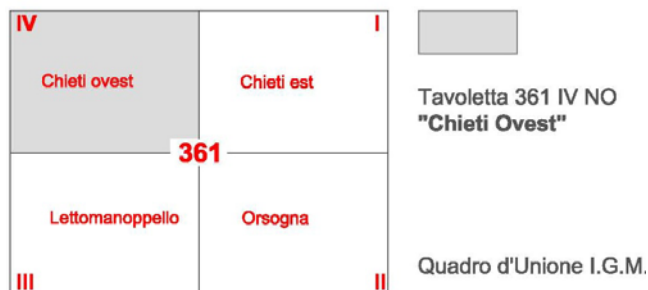 IV I
Chieti ovest Chieti est
361
Lettomanoppello Orsogna
III II
Tavoletta 361 IV NO
"Chieti Ovest"
Quadro d'Unione I.G.M.